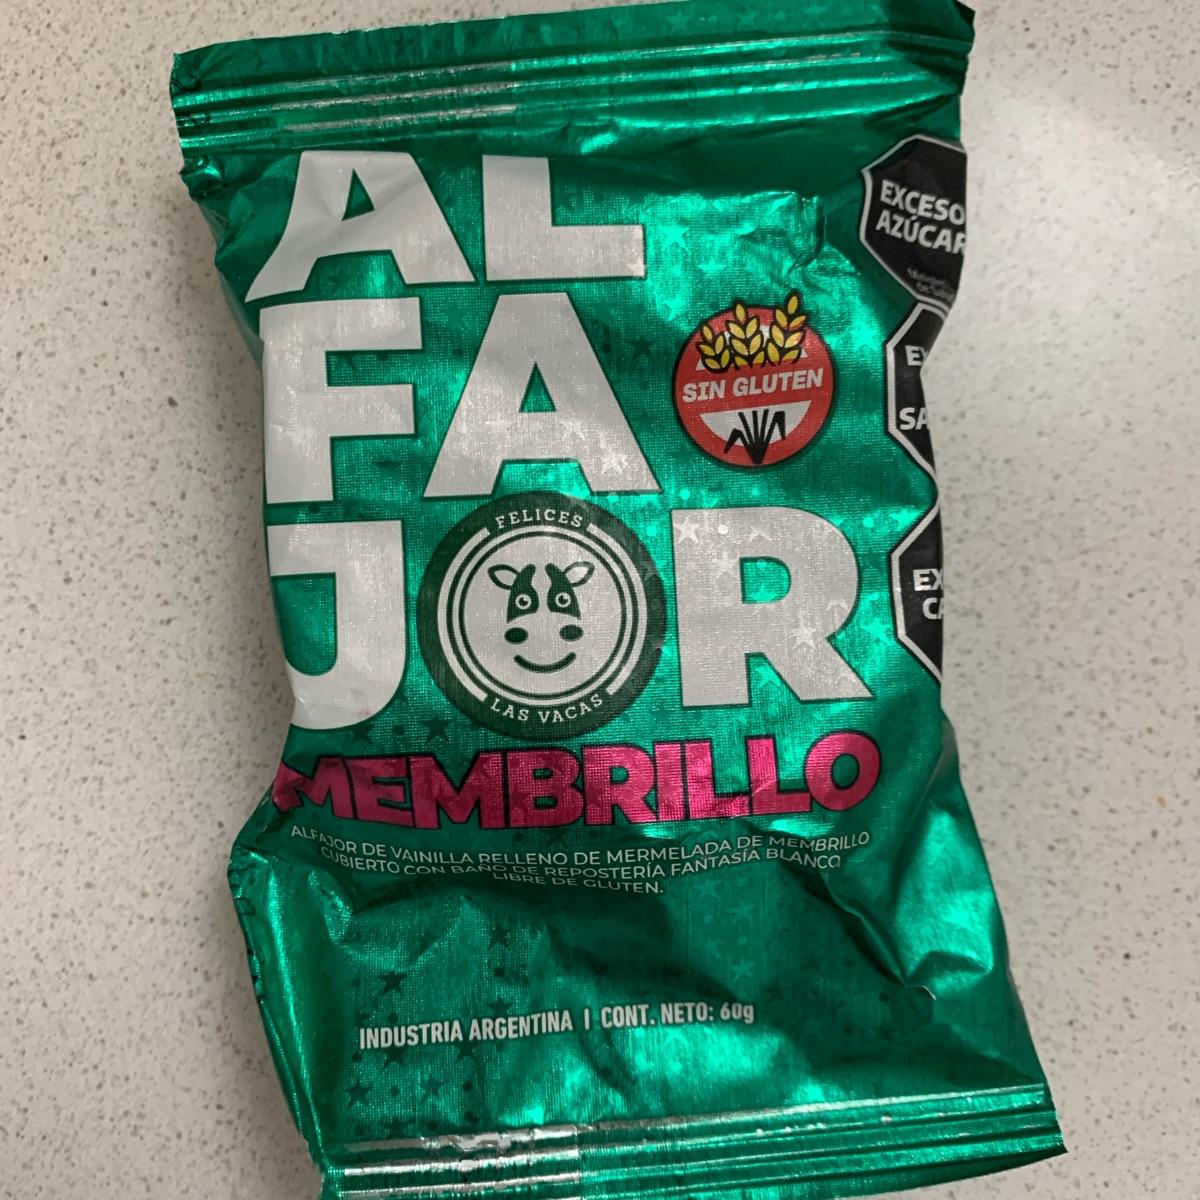 AL
FA
JOR
FELICES
LAS VACAS
SIN GLUTEN
EXCESO
AZÚCAR
MEMBRILLO
ALFAJOR DE VAINILLA RELLENO DE MERMELADA DE MEMBRILLO
CUBIERTO CON BAÑO DE REPOSTERÍA FANTASÍA BLANCO
LIBRE DE GLUTEN.
INDUSTRIA ARGENTINA | CONT. NETO: 60g